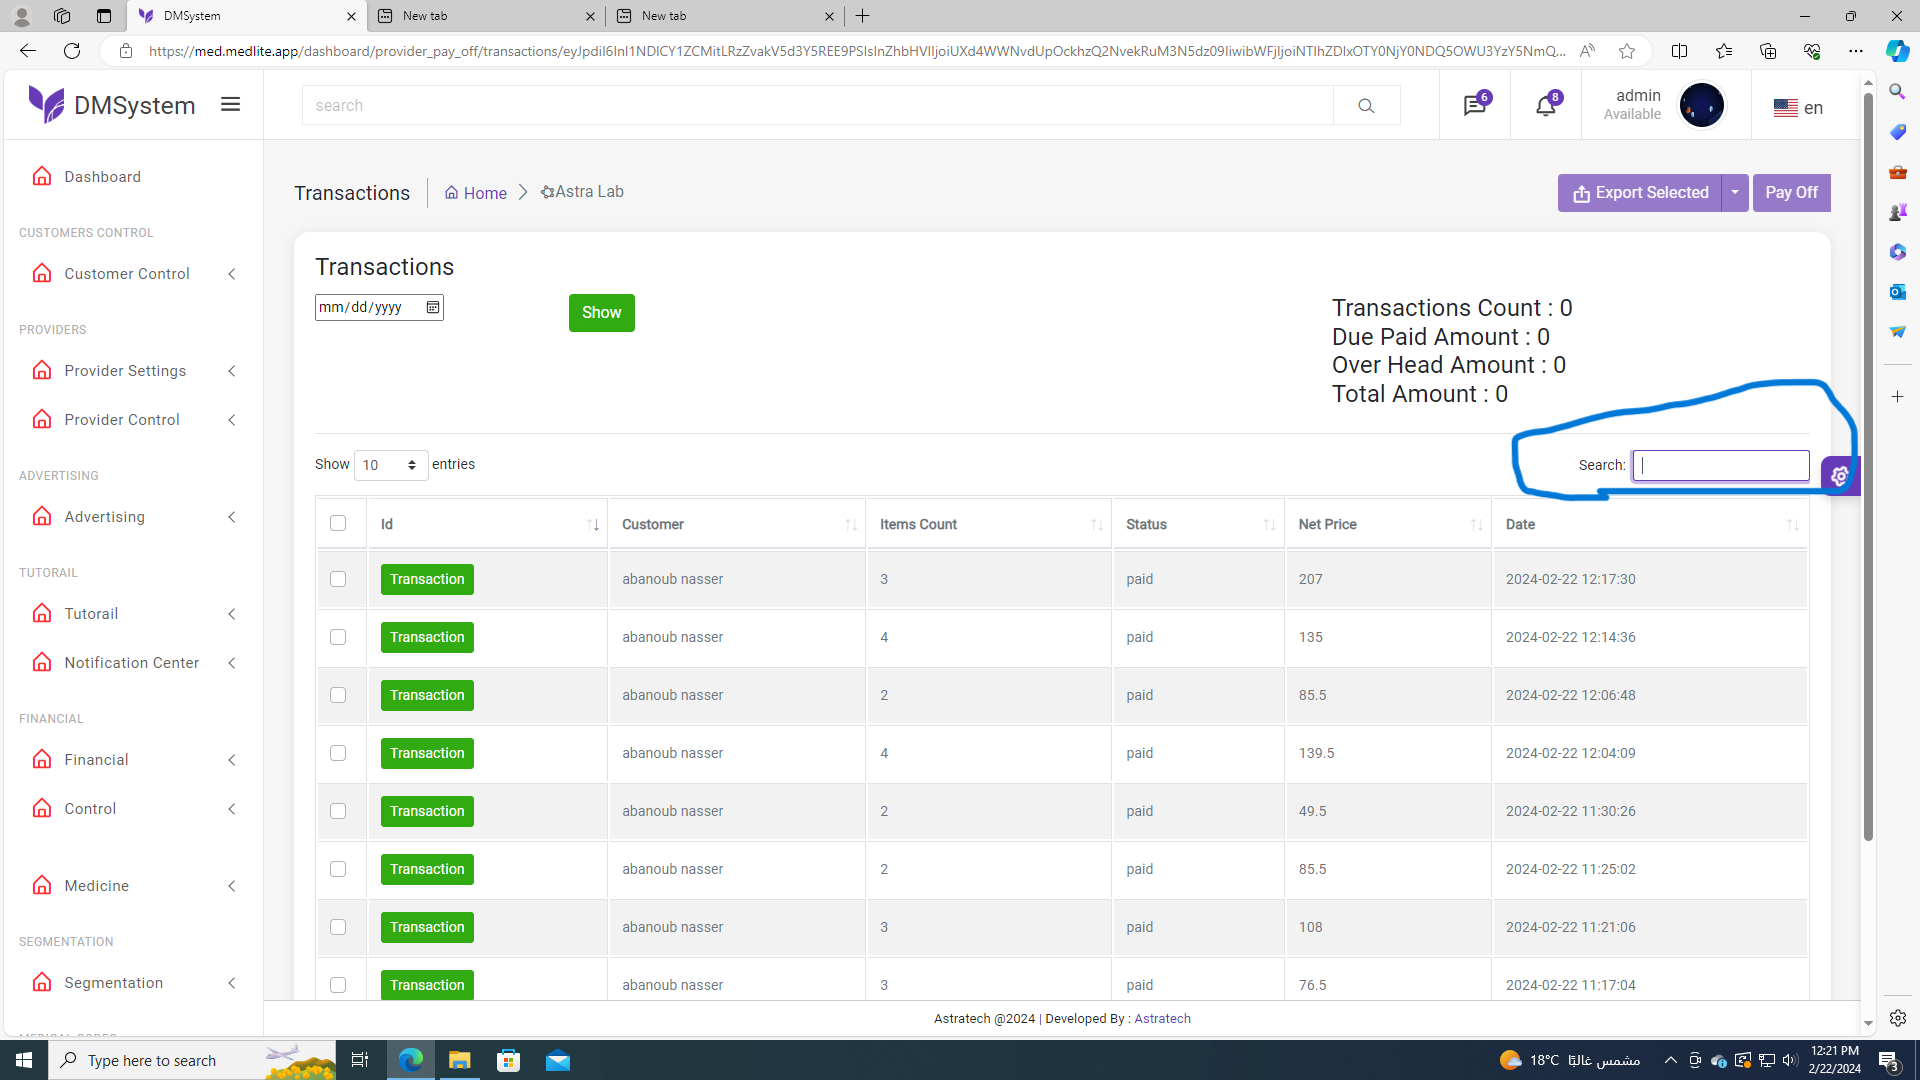 DMSystem
New tab
New tab
https://med.medlite.app/dashboard/provider_pay_off/transactions/
DMSystem
search
6
8
admin
Available
en
Dashboard
CUSTOMERS CONTROL
Customer Control
PROVIDERS
Provider Settings
Provider Control
ADVERTISING
Advertising
TUTORAIL
Tutorail
Notification Center
FINANCIAL
Financial
Control
Medicine
SEGMENTATION
Segmentation
Transactions
Home
Astra Lab
Export Selected
Pay Off
Transactions
mm/dd/yyyy
Show
Transactions Count : 0
Due Paid Amount : 0
Over Head Amount : 0
Total Amount : 0
Show 10 entries
Search:
Id Customer Items Count Status Net Price Date
Transaction abanoub nasser 3 paid 207 2024-02-22 12:17:30
Transaction abanoub nasser 4 paid 135 2024-02-22 12:14:36
Transaction abanoub nasser 2 paid 85.5 2024-02-22 12:06:48
Transaction abanoub nasser 4 paid 139.5 2024-02-22 12:04:09
Transaction abanoub nasser 2 paid 49.5 2024-02-22 11:30:26
Transaction abanoub nasser 2 paid 85.5 2024-02-22 11:25:02
Transaction abanoub nasser 3 paid 108 2024-02-22 11:21:06
Transaction abanoub nasser 3 paid 76.5 2024-02-22 11:17:04
Astratech @2024 | Developed By : Astratech
Type here to search
18°C مشمس غالبًا
12:21 PM
2/22/2024
3